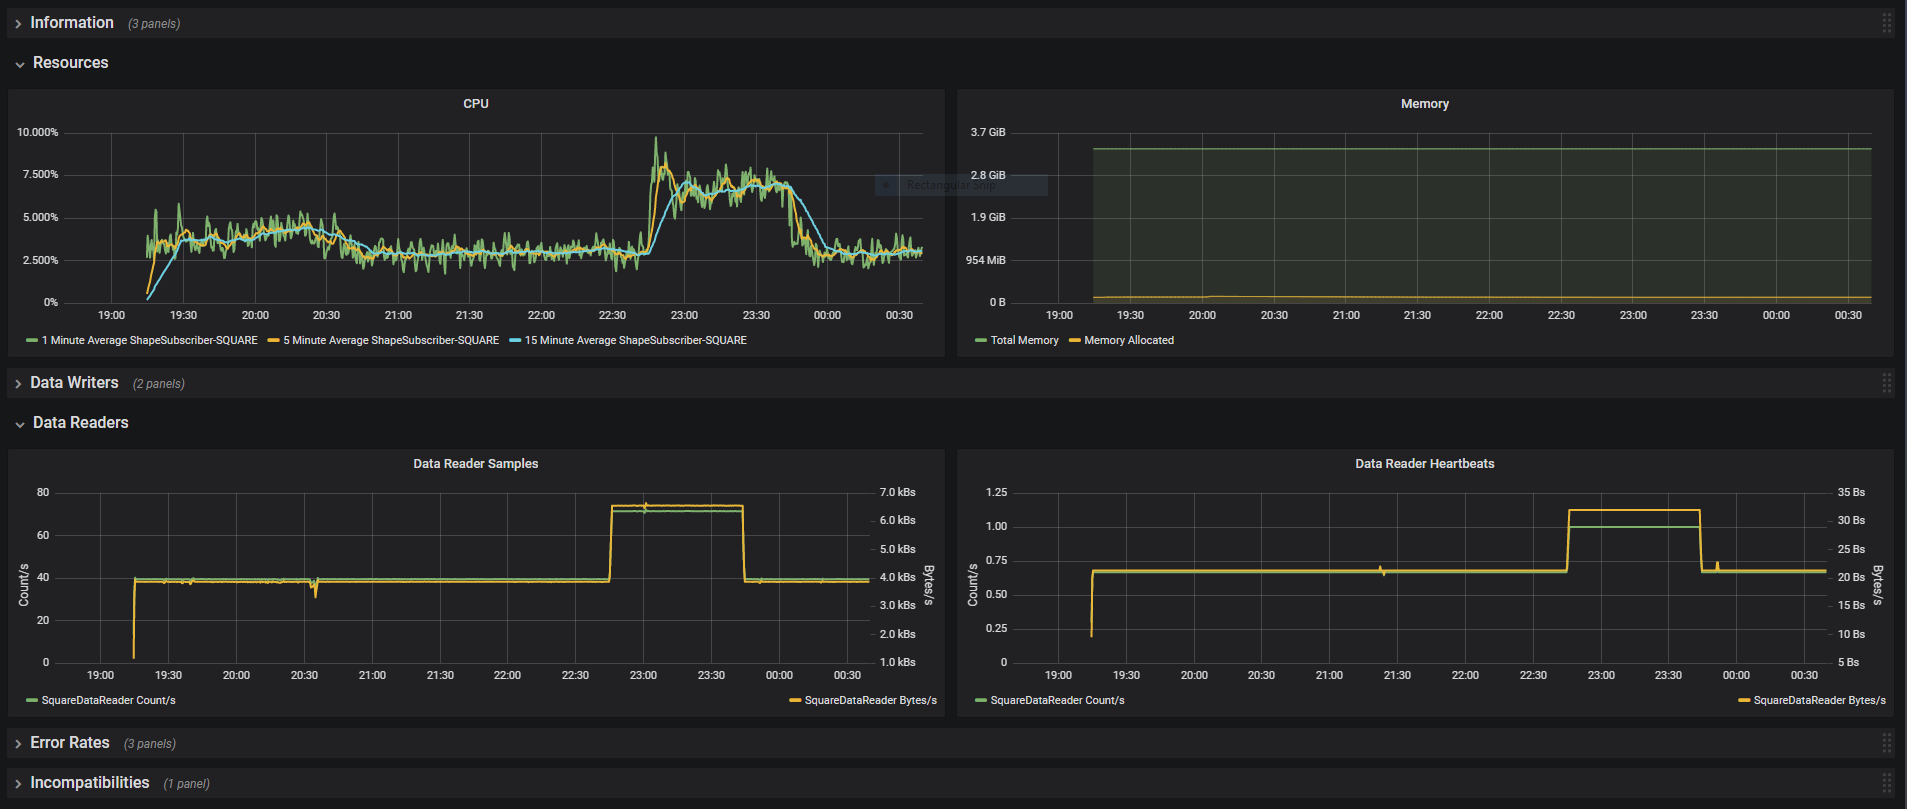 Information (3 panels)
Resources
CPU
10.000%
7.500%
5.000%
2.500%
0%
19:00 19:30 20:00 20:30 21:00 21:30 22:00 22:30 23:00 23:30 00:00 00:30
1 Minute Average ShapeSubscriber-SQUARE 5 Minute Average ShapeSubscriber-SQUARE 15 Minute Average ShapeSubscriber-SQUARE
Rectangular Snip
Memory
3.7 GiB
2.8 GiB
1.9 GiB
954 MiB
0 B
19:00 19:30 20:00 20:30 21:00 21:30 22:00 22:30 23:00 23:30 00:00 00:30
Total Memory Memory Allocated
Data Writers (2 panels)
Data Readers
Data Reader Samples
Count/s
80
60
40
20
0
7.0 kBs
6.0 kBs
5.0 kBs
4.0 kBs
3.0 kBs
2.0 kBs
1.0 kBs
Bytes/s
19:00 19:30 20:00 20:30 21:00 21:30 22:00 22:30 23:00 23:30 00:00 00:30
SquareDataReader Count/s SquareDataReader Bytes/s
Data Reader Heartbeats
Count/s
1.25
1.00
0.75
0.50
0.25
0
35 Bs
30 Bs
25 Bs
20 Bs
15 Bs
10 Bs
5 Bs
Bytes/s
19:00 19:30 20:00 20:30 21:00 21:30 22:00 22:30 23:00 23:30 00:00 00:30
SquareDataReader Count/s SquareDataReader Bytes/s
Error Rates (3 panels)
Incompatibilities (1 panel)